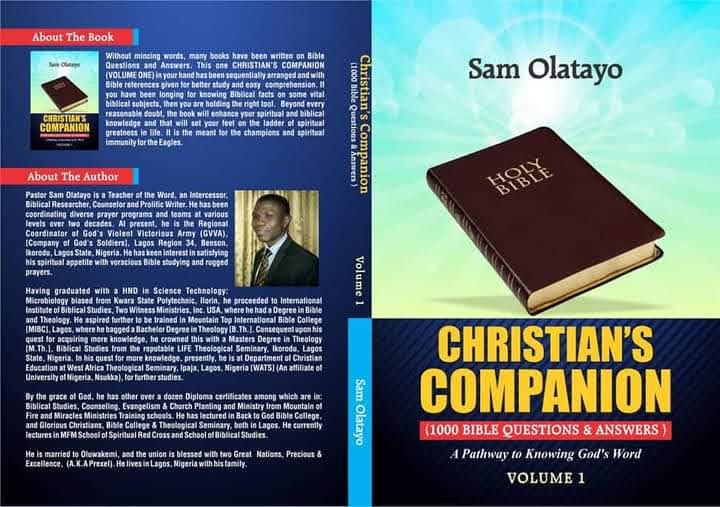 About The Book
Without mincing words, many books have been written on Bible
Questions and Answers. This one CHRISTIAN'S COMPANION
(VOLUME ONE) in your hand has been sequentially arranged and with
Bible references given for better study and easy comprehension. If
you have been longing for knowing Biblical facts on some vital
biblical subjects, then you are holding the right tool. Beyond every
reasonable doubt, the book will enhance your spiritual and biblical
knowledge and that will set your feet on the ladder of spiritual
greatness in life. It is the meant for the champions and spiritual
immunity for the Eagles.
Sam Olatayo
CHRISTIAN'S
COMPANION
VOLUME 1
About The Author
Pastor Sam Olatayo is a Teacher of the Word, an Intercessor,
Biblical Researcher, Counselor and Prolific Writer. He has been
coordinating diverse prayer programs and teams at various
levels over two decades. At present, he is the Regional
Coordinator of God's Violent Victorious Army (GVVA),
[Company of God's Soldiers], Lagos Region 34, Benson,
Ikorodu, Lagos State, Nigeria. He has keen interest in satisfying
his spiritual appetite with voracious Bible studying and rugged
prayers.
Having graduated with a HND in Science Technology:
Microbiology biased from Kwara State Polytechnic, Ilorin, he proceeded to International
Institute of Biblical Studies, Two Witness Ministries, Inc. USA, where he had a Degree in Bible
and Theology. He aspired further to be trained in Mountain Top International Bible College
(MIBC), Lagos, where he bagged a Bachelor Degree in Theology [B.Th.]. Consequent upon his
quest for acquiring more knowledge, he crowned this with a Masters Degree in Theology
(M.Th.), Biblical Studies from the reputable LIFE Theological Seminary, Ikorodu, Lagos
State, Nigeria. In his quest for more knowledge, presently, he is at Department of Christian
Education at West Africa Theological Seminary, Ipaja, Lagos, Nigeria (WATS) (An affiliate of
University of Nigeria, Nsukka), for further studies.
By the grace of God, he has other over a dozen Diploma certificates among which are in:
Biblical Studies, Counseling, Evangelism & Church Planting and Ministry from Mountain of
Fire and Miracles Ministries Training schools. He has lectured in Back to God Bible College,
and Glorious Christians, Bible College & Theological Seminary, both in Lagos. He currently
lectures in MFM School of Spiritual Red Cross and School of Biblical Studies.
He is married to Oluwakemi, and the union is blessed with two Great Nations, Precious &
Excellence, (A.K.A Prexel). He lives in Lagos, Nigeria with his family.
Christian's Companion
(1000 Bible Questions & Answers)
Volume 1
Sam Olatayo
Sam Olatayo
HOLY
BIBLE
CHRISTIAN'S
COMPANION
(1000 BIBLE QUESTIONS & ANSWERS )
A Pathway to Knowing God's Word
VOLUME 1